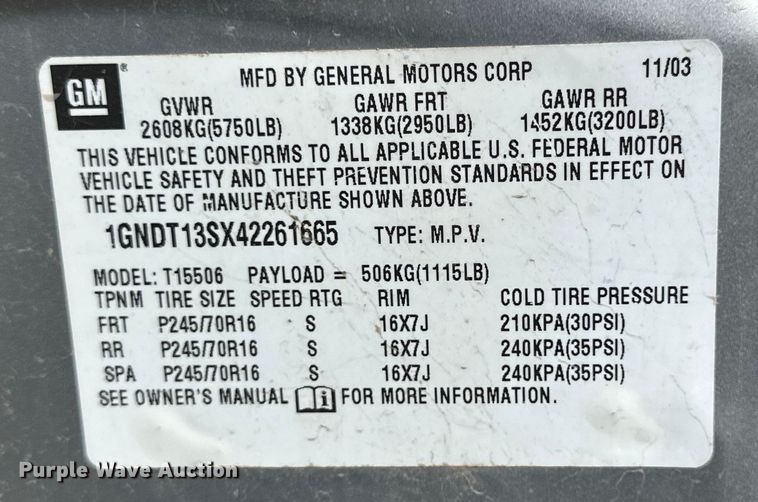 GM ® MFD BY GENERAL MOTORS CORP 11/03
GVWR GAWR FRT GAWR RR
2608KG(5750LB) 1338KG(2950LB) 1452KG(3200LB)
THIS VEHICLE CONFORMS TO ALL APPLICABLE U.S. FEDERAL MOTOR
VEHICLE SAFETY AND THEFT PREVENTION STANDARDS IN EFFECT ON
THE DATE OF MANUFACTURE SHOWN ABOVE.
1GNDT13SX42261665 TYPE: M.P.V.
MODEL: T15506 PAYLOAD = 506KG(1115LB)
TPNM TIRE SIZE SPEED RTG RIM COLD TIRE PRESSURE
FRT P245/70R16 S 16X7J 210KPA(30PSI)
RR P245/70R16 S 16X7J 240KPA(35PSI)
SPA P245/70R16 S 16X7J 240KPA(35PSI)
SEE OWNER'S MANUAL i FOR MORE INFORMATION.
Purple Wave Auction